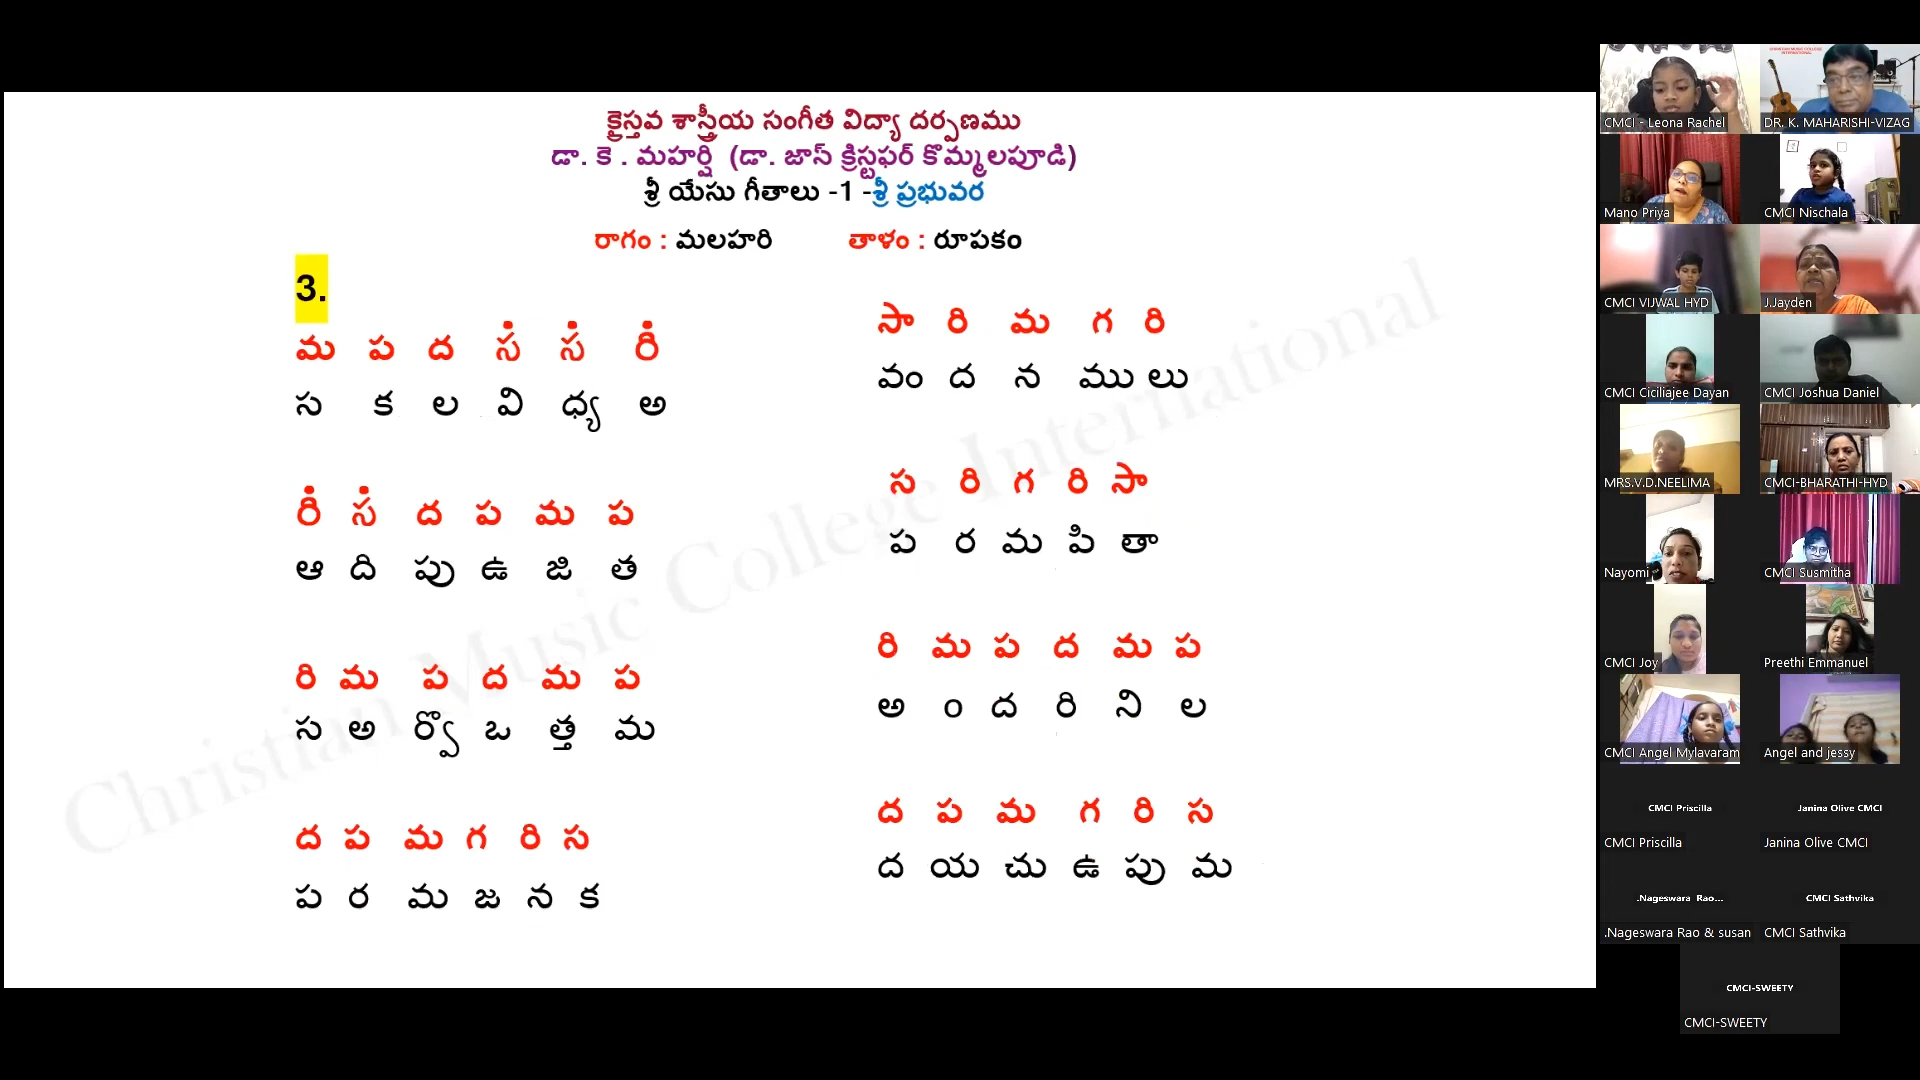 క్రైస్తవ శాస్త్రీయ సంగీత విద్యా దర్పణము
డా. కె . మహర్షి (డా. జాస్ క్రిస్టఫర్ కొమ్మలపూడి)
శ్రీ యేసు గీతాలు -1 -శ్రీ ప్రభువర
రాగం : మలహరి తాళం : రూపకం
3.
మ ప ద స̇ స̇ రి̇
స క ల వి ధ్య అ
రి̇ స̇ ద ప మ ప
ఆ ది పు ఉ జి త
రి మ ప ద మ ప
స అ ర్వొ ఒ త్త మ
ద ప మ గ రి స
ప ర మ జ న క
సా రి మ గ రి
వం ద న ము లు
స రి గ రి సా
ప ర మ పి తా
రి మ ప ద మ ప
అ ం ద రి ని ల
ద ప మ గ రి స
ద య చు ఉ పు మ
Christian Music College International
CMCI - Leona Rachel
DR. K. MAHARISHI-VIZAG
Mano Priya
CMCI Nischala
CMCI VIJWAL HYD
J.Jayden
CMCI Ciciliajee Dayan
CMCI Joshua Daniel
MRS.V.D.NEELIMA
CMCI-BHARATHI-HYD
Nayomi
CMCI Susmitha
CMCI Joy
Preethi Emmanuel
CMCI Angel Mylavaram
Angel and jessy
CMCI Priscilla
CMCI Priscilla
Janina Olive CMCI
Janina Olive CMCI
.Nageswara Rao...
.Nageswara Rao & susan
CMCI Sathvika
CMCI Sathvika
CMCI-SWEETY
CMCI-SWEETY